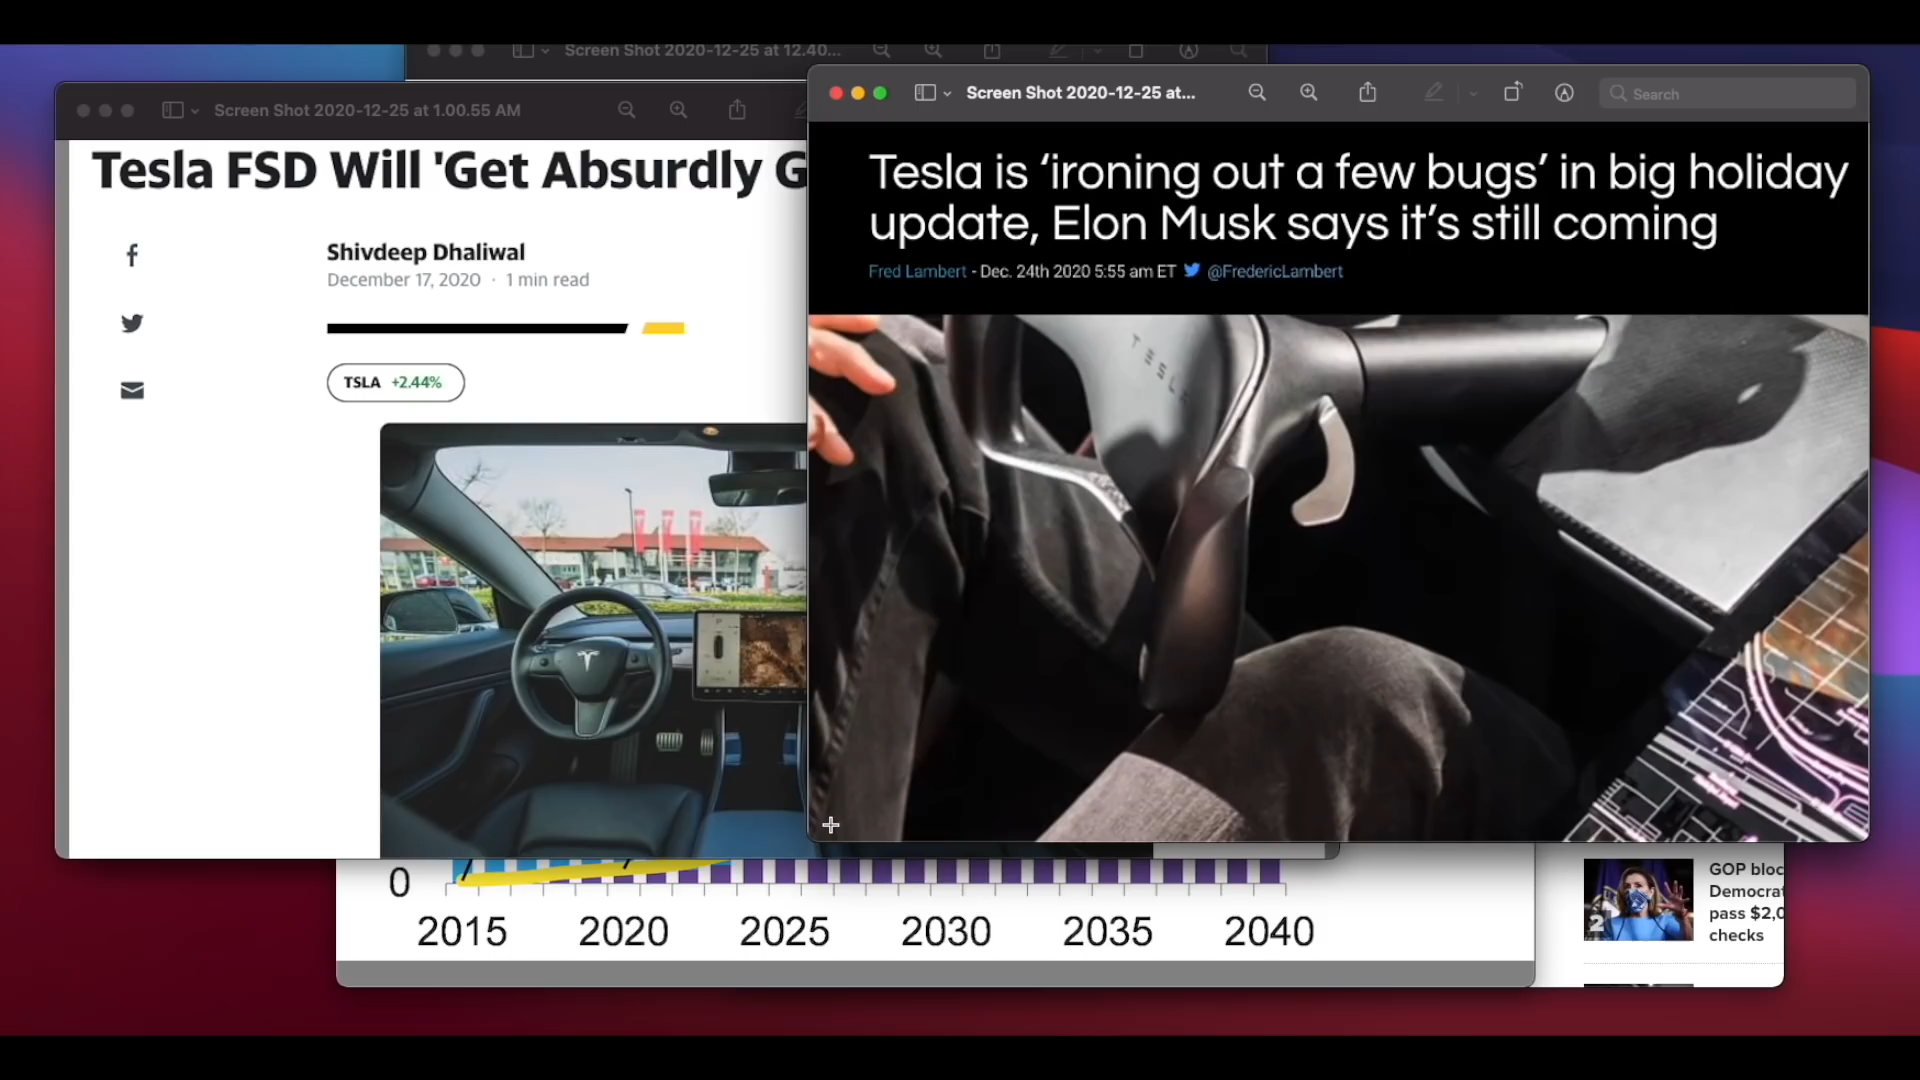 Screen Shot 2020-12-25 at 12.40...
Screen Shot 2020-12-25 at 1.00.55 AM
Tesla FSD Will 'Get Absurdly G
Shivdeep Dhaliwal
December 17, 2020 · 1 min read
TSLA +2.44%
Screen Shot 2020-12-25 at...
Search
Tesla is ‘ironing out a few bugs’ in big holiday
update, Elon Musk says it’s still coming
Fred Lambert - Dec. 24th 2020 5:55 am ET @FredericLambert
TESLA
0
2015 2020 2025 2030 2035 2040
2
GOP bloc
Democrat
pass $2,0
checks